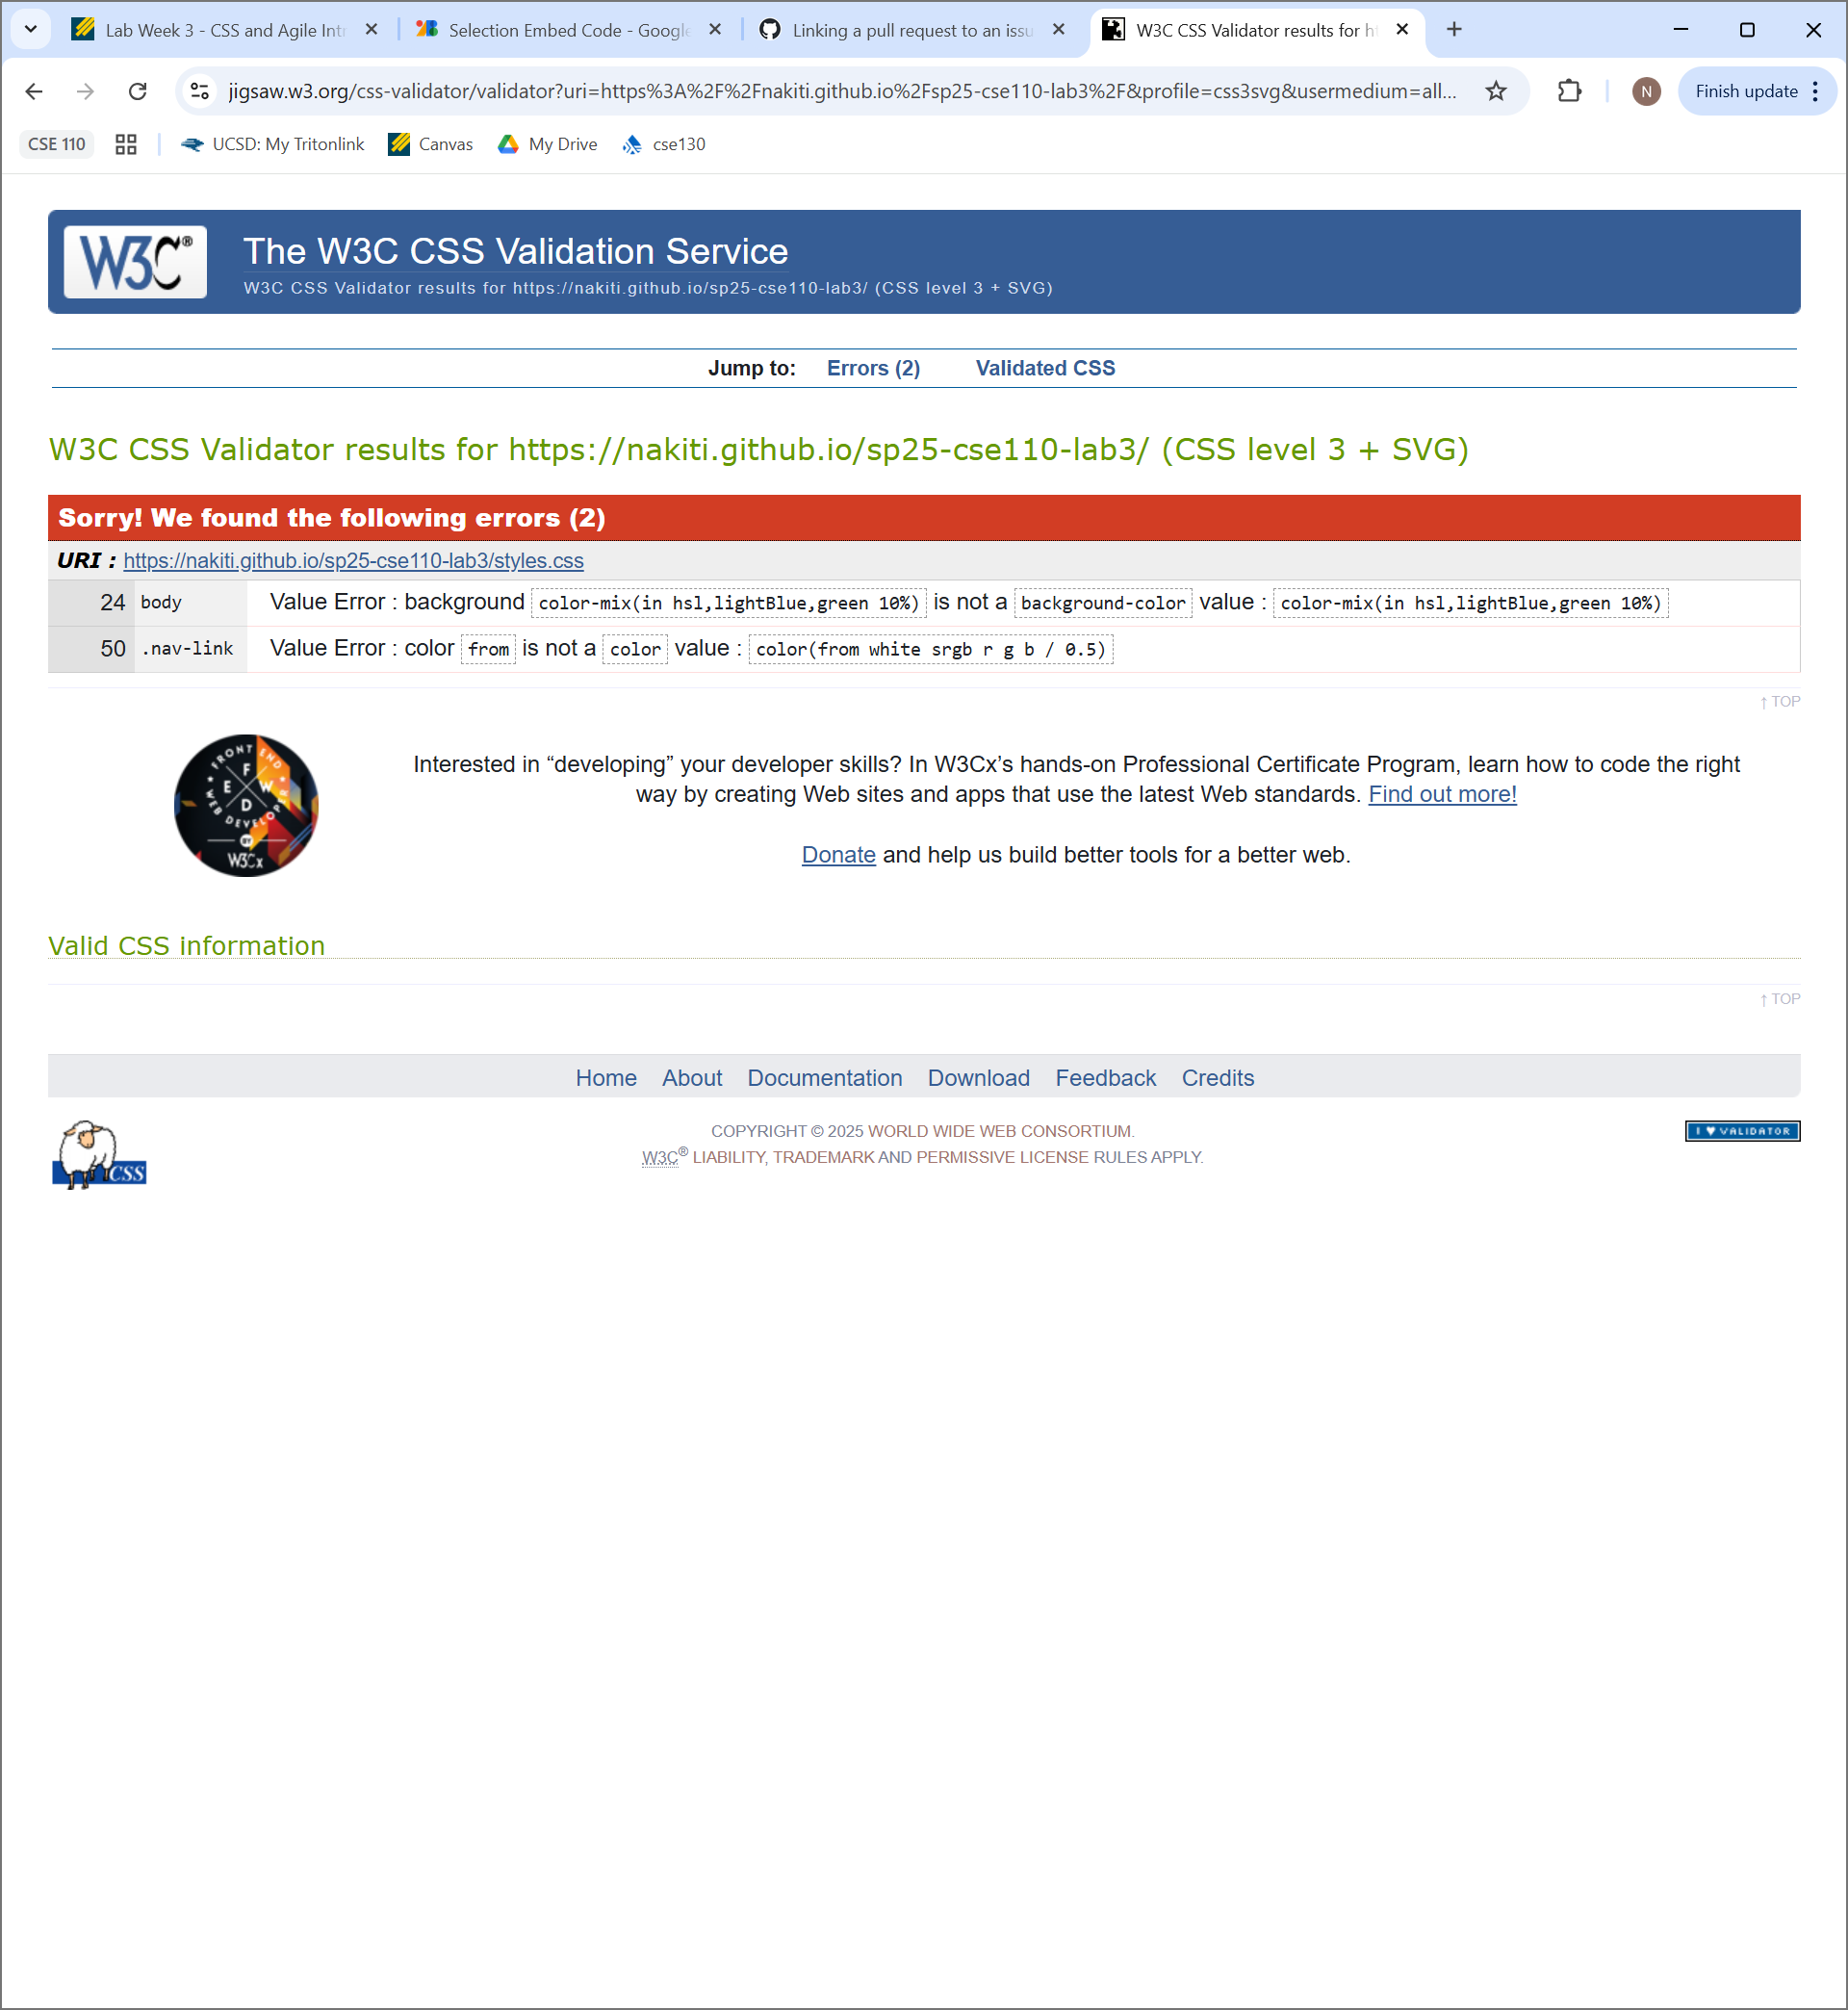 Lab Week 3 - CSS and Agile Int
Selection Embed Code - Google
Linking a pull request to an issu
W3C CSS Validator results for ht
jigsaw.w3.org/css-validator/validator?uri=https%3A%2F%2Fnakiti.github.io%2Fsp25-cse110-lab3%2F&profile=css3svg&usermedium=all...
N
Finish update
CSE 110
UCSD: My Tritonlink
Canvas
My Drive
cse130
W3C®
The W3C CSS Validation Service
W3C CSS Validator results for https://nakiti.github.io/sp25-cse110-lab3/ (CSS level 3 + SVG)
Jump to: Errors (2) Validated CSS
W3C CSS Validator results for https://nakiti.github.io/sp25-cse110-lab3/ (CSS level 3 + SVG)
Sorry! We found the following errors (2)
URI : https://nakiti.github.io/sp25-cse110-lab3/styles.css
24 body Value Error : background color-mix(in hsl,lightBlue,green 10%) is not a background-color value : color-mix(in hsl,lightBlue,green 10%)
50 .nav-link Value Error : color from is not a color value : color(from white srgb r g b / 0.5)
↑ TOP
FRONT END
F E W D
WEB DEVELOPER
BY
W3Cx
Interested in “developing” your developer skills? In W3Cx’s hands-on Professional Certificate Program, learn how to code the right
way by creating Web sites and apps that use the latest Web standards. Find out more!
Donate and help us build better tools for a better web.
Valid CSS information
↑ TOP
Home About Documentation Download Feedback Credits
CSS
COPYRIGHT © 2025 WORLD WIDE WEB CONSORTIUM.
W3C® LIABILITY, TRADEMARK AND PERMISSIVE LICENSE RULES APPLY.
I ♥ VALIDATOR